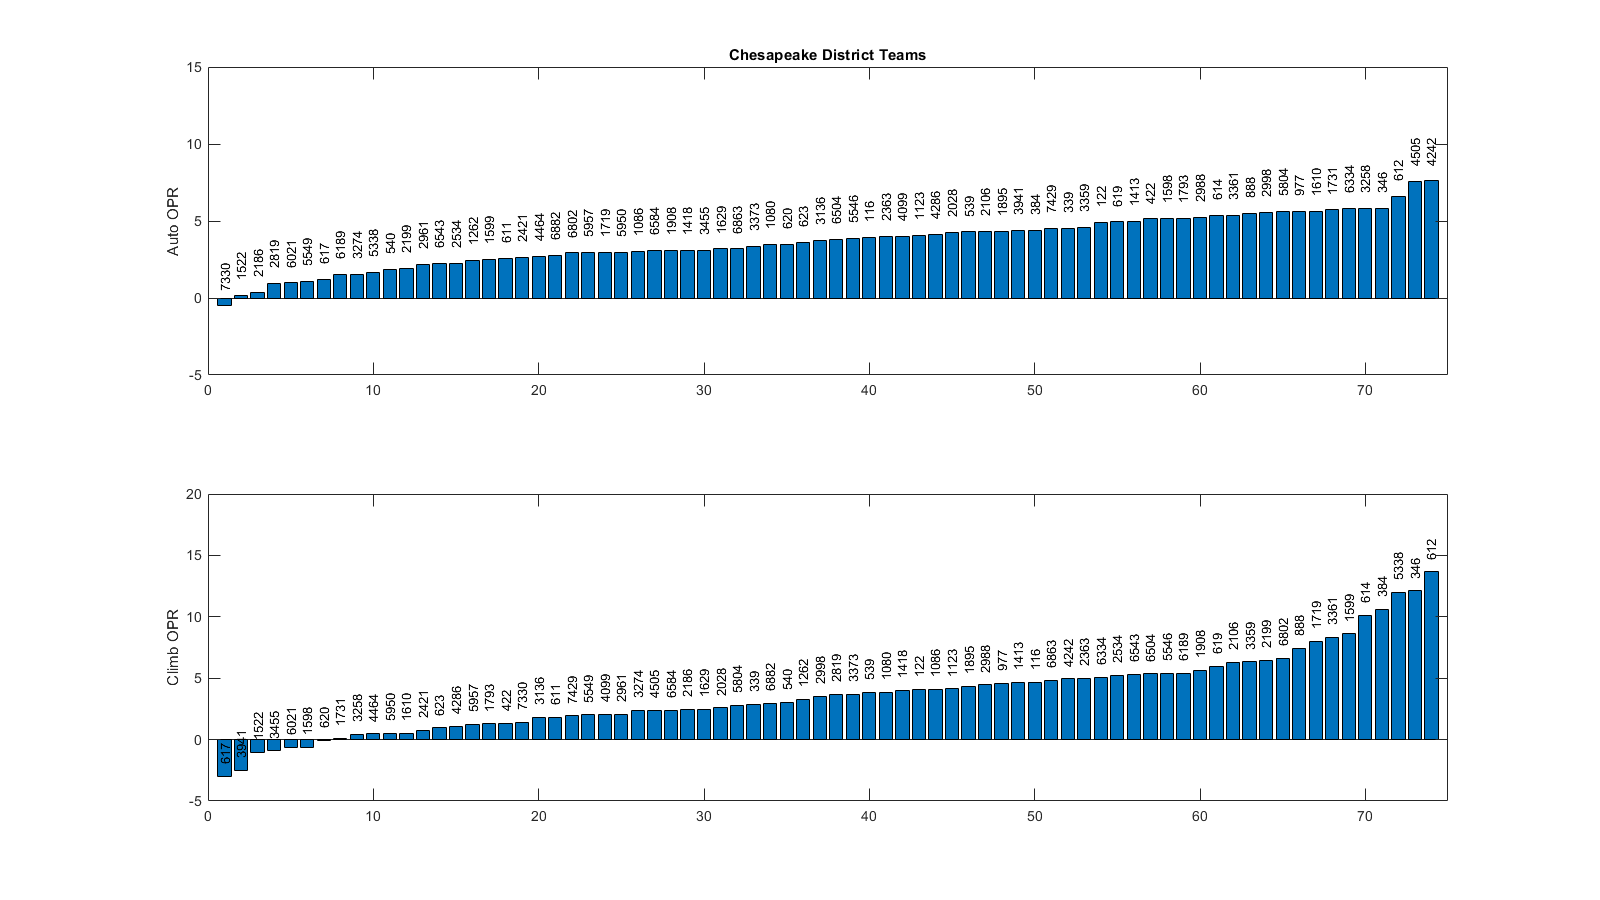 Chesapeake District Teams
15
10
5
0
-5
Auto OPR
7330 1522 2186 2819 6021 5549 617 6189 3274 5338 540 2199 2961 6543 2534 1262 1599 611 2421 4464 6882 6802 5957 1719 5950 1086 6584 1908 1418 3455 1629 6863 3373 1080 620 623 3136 6504 5546 116 2363 4099 1123 4286 2028 539 2106 1895 3941 384 7429 339 3359 122 619 1413 422 1598 1793 2988 614 3361 888 2998 5804 977 1610 1731 6334 3258 346 612 4505 4242
0 10 20 30 40 50 60 70
20
15
10
5
0
-5
Climb OPR
617 3941 1522 3455 6021 1598 620 1731 3258 4464 5950 1610 2421 623 4286 5957 1793 422 7330 3136 611 7429 5549 4099 2961 3274 4505 6584 2186 1629 2028 5804 339 6882 540 1262 2998 2819 3373 539 1080 1418 122 1086 1123 1895 2988 977 1413 116 6863 4242 2363 6334 2534 6543 6504 5546 6189 1908 619 2106 3359 2199 6802 888 1719 3361 1599 614 384 5338 346 612
0 10 20 30 40 50 60 70